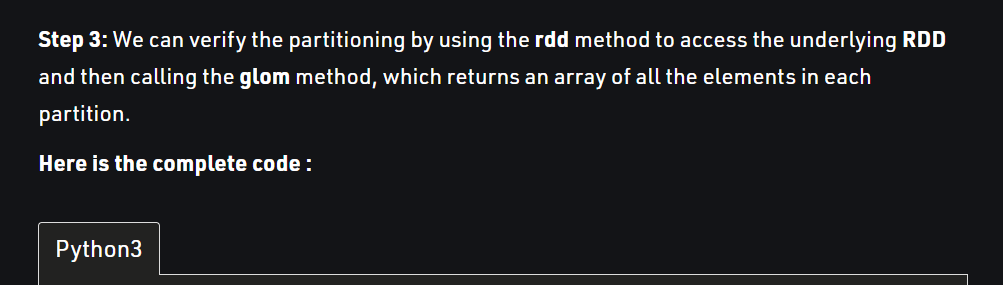 Step 3: We can verify the partitioning by using the rdd method to access the underlying RDD
and then calling the glom method, which returns an array of all the elements in each
partition.
Here is the complete code :
Python3